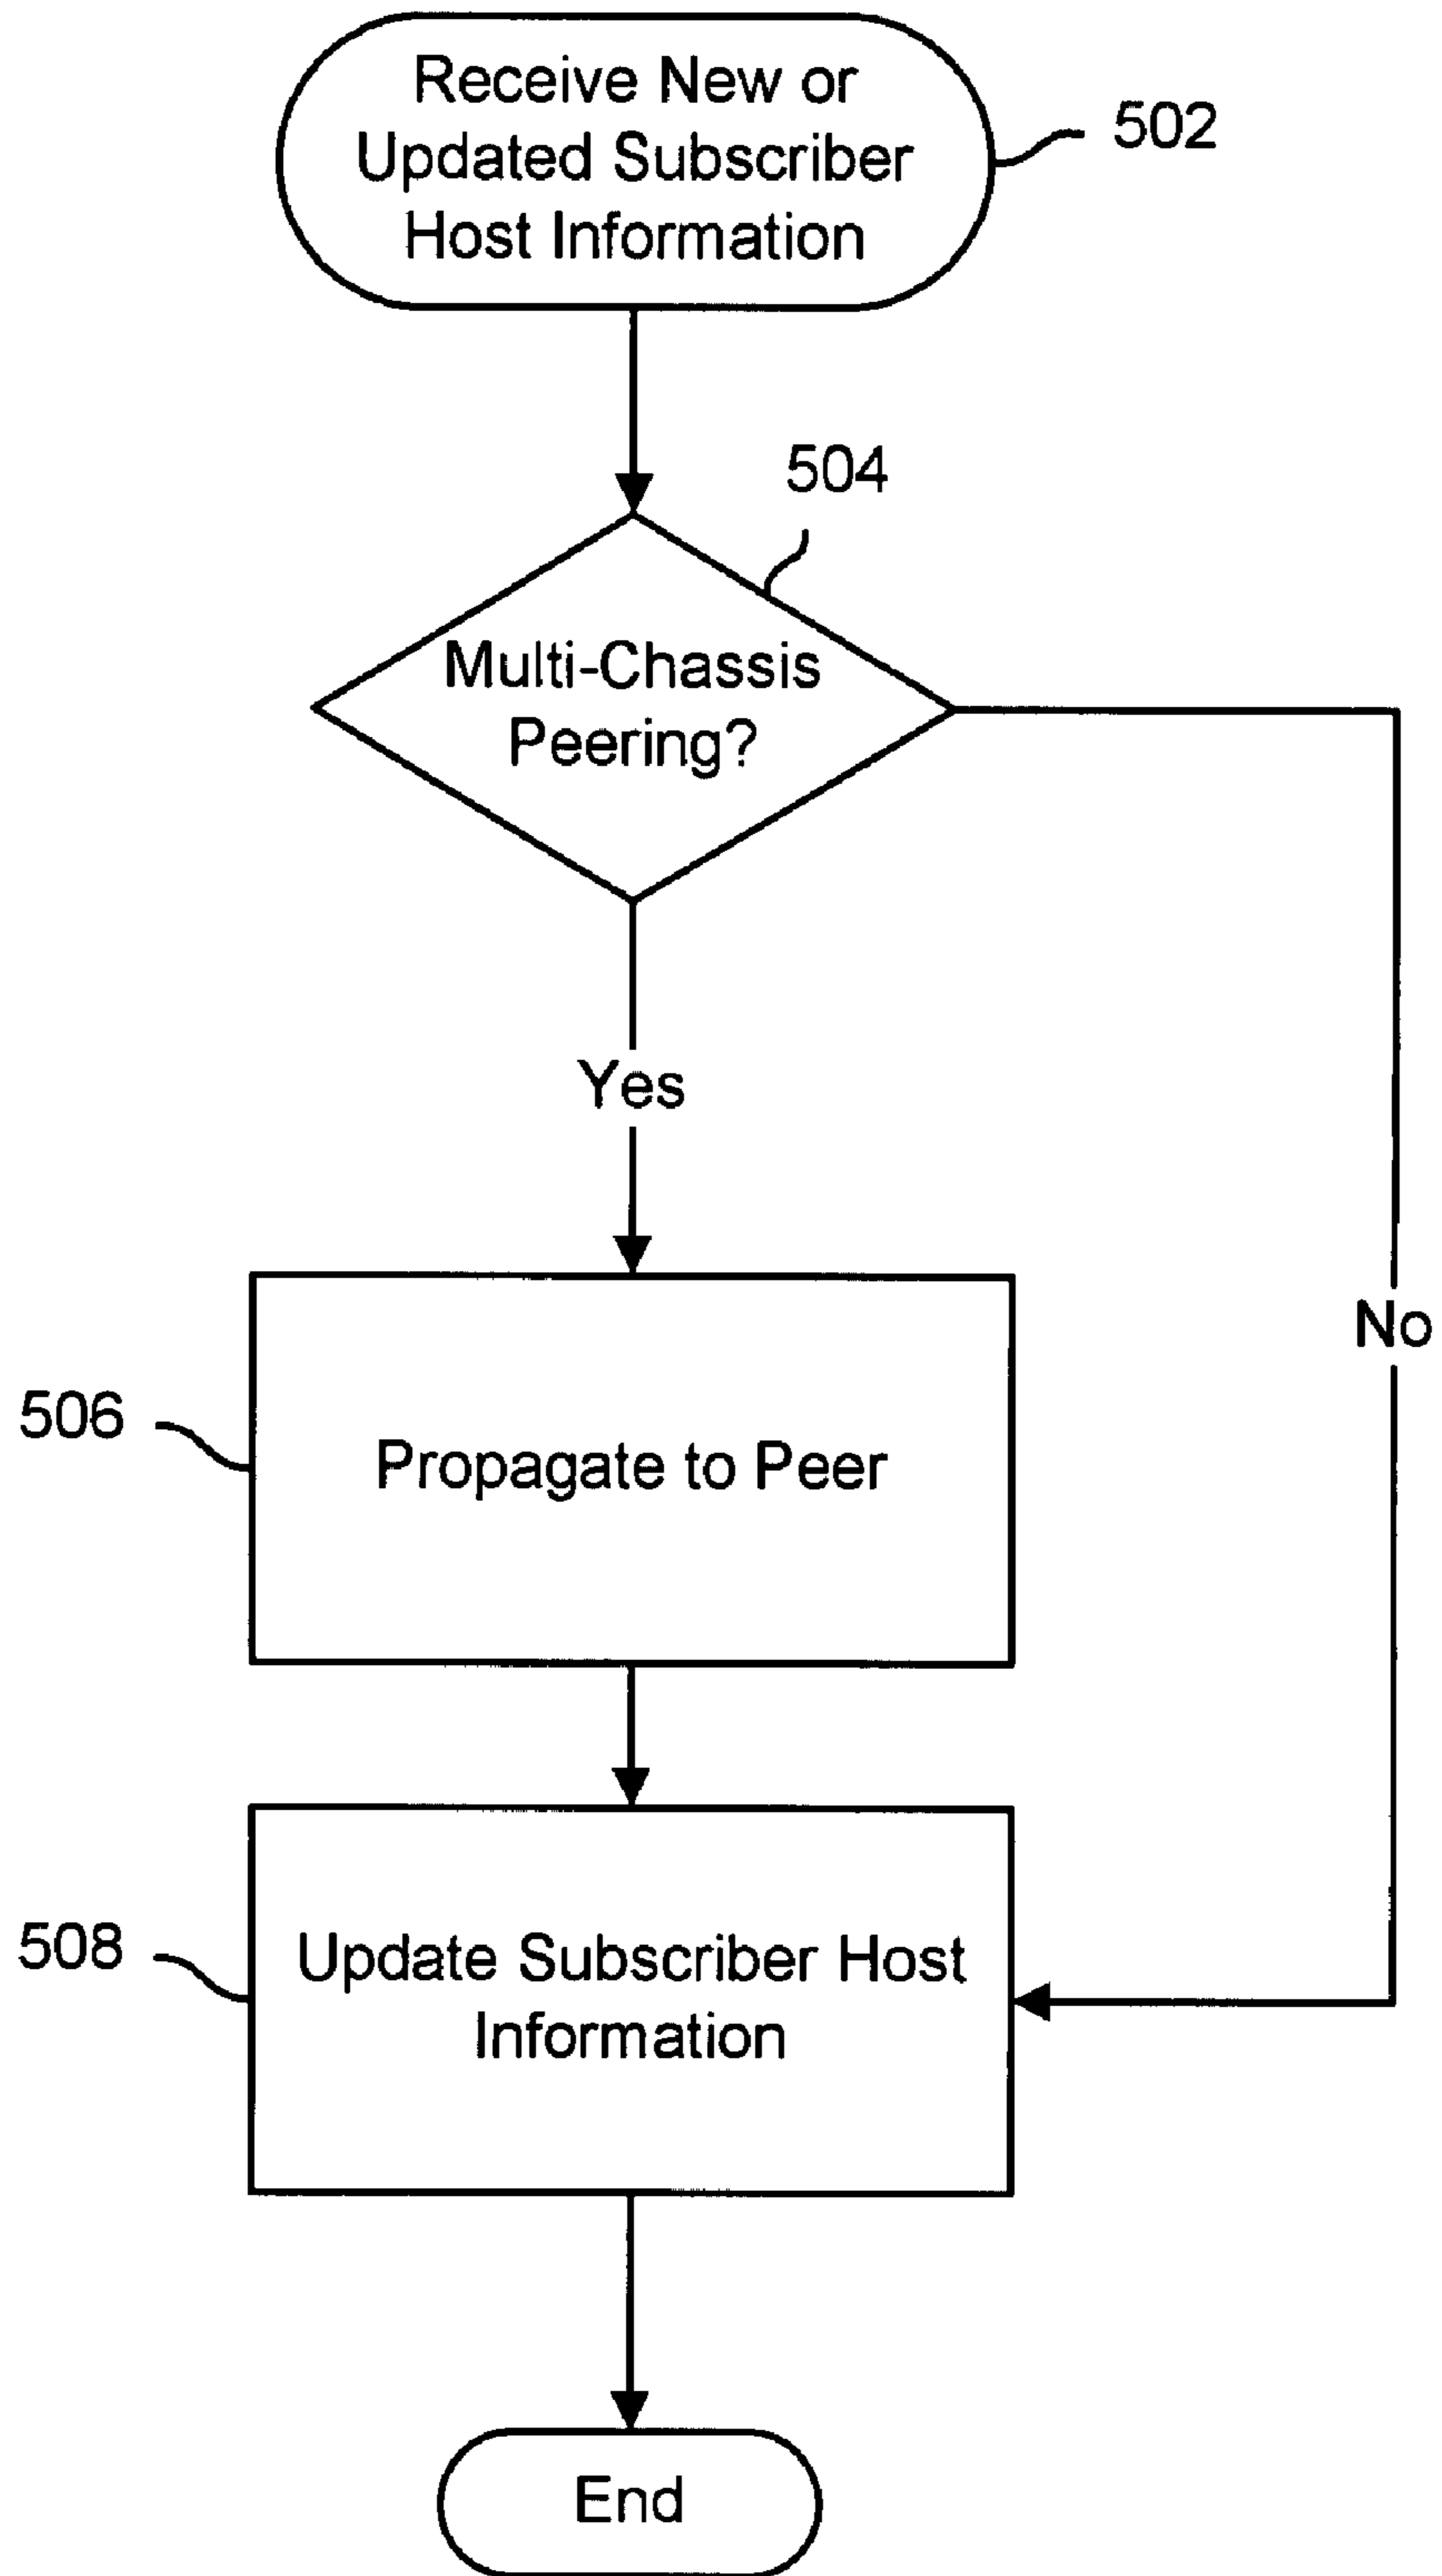 Receive New or
Updated Subscriber
Host Information
502
504
Multi-Chassis
Peering?
Yes
No
506
Propagate to Peer
508
Update Subscriber Host
Information
End